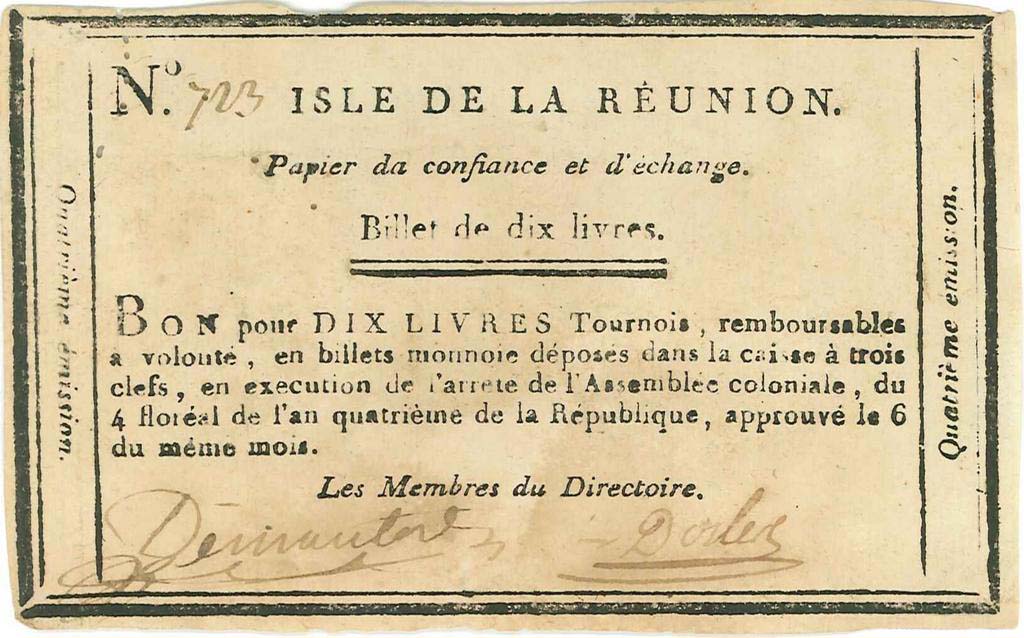 N.º 723 ISLE DE LA RÉUNION.
Papier da confiance et d'échange.
Billet de dix livres.
BON pour DIX LIVRES Tournois, remboursables
a volonté, en billets monnoie déposés dans la caisse à trois
clefs, en execution de l'arrete de l'Assemblée coloniale, du
4 floréal de l'an quatrième de la République, approuvé le 6
du même mois.
Les Membres du Directoire.
Quatrième émission.
Quatrième emission.